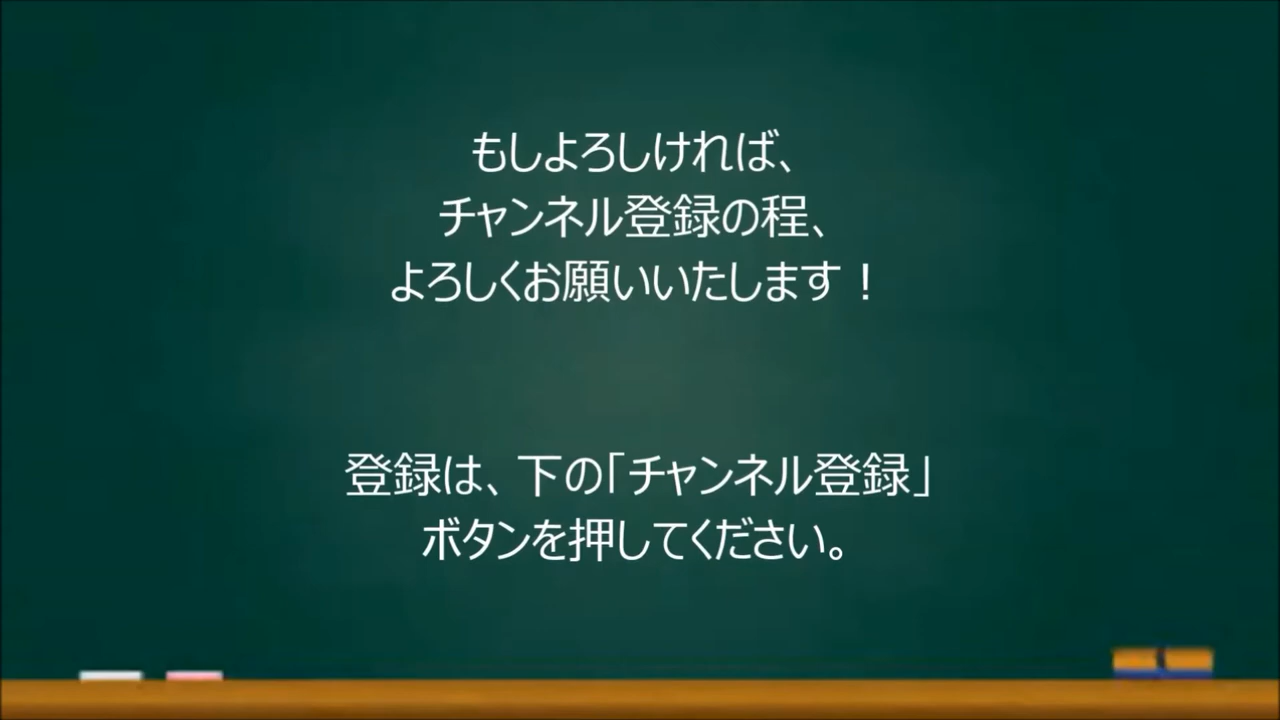 もしよろしければ、
チャンネル登録の程、
よろしくお願いいたします！
登録は、下の「チャンネル登録」
ボタンを押してください。